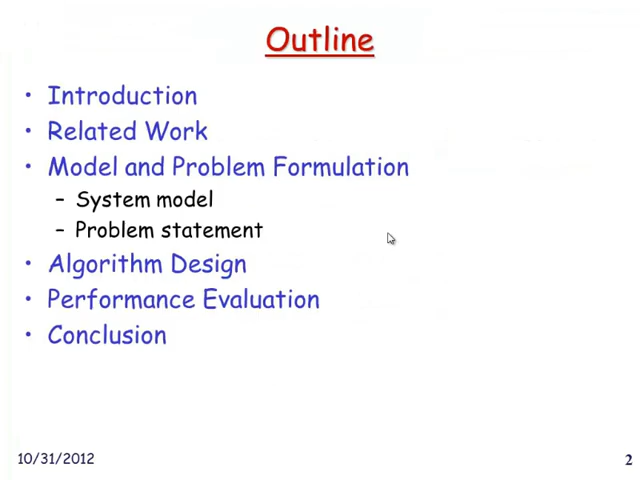 Outline
• Introduction
• Related Work
• Model and Problem Formulation
– System model
– Problem statement
• Algorithm Design
• Performance Evaluation
• Conclusion
10/31/2012
2